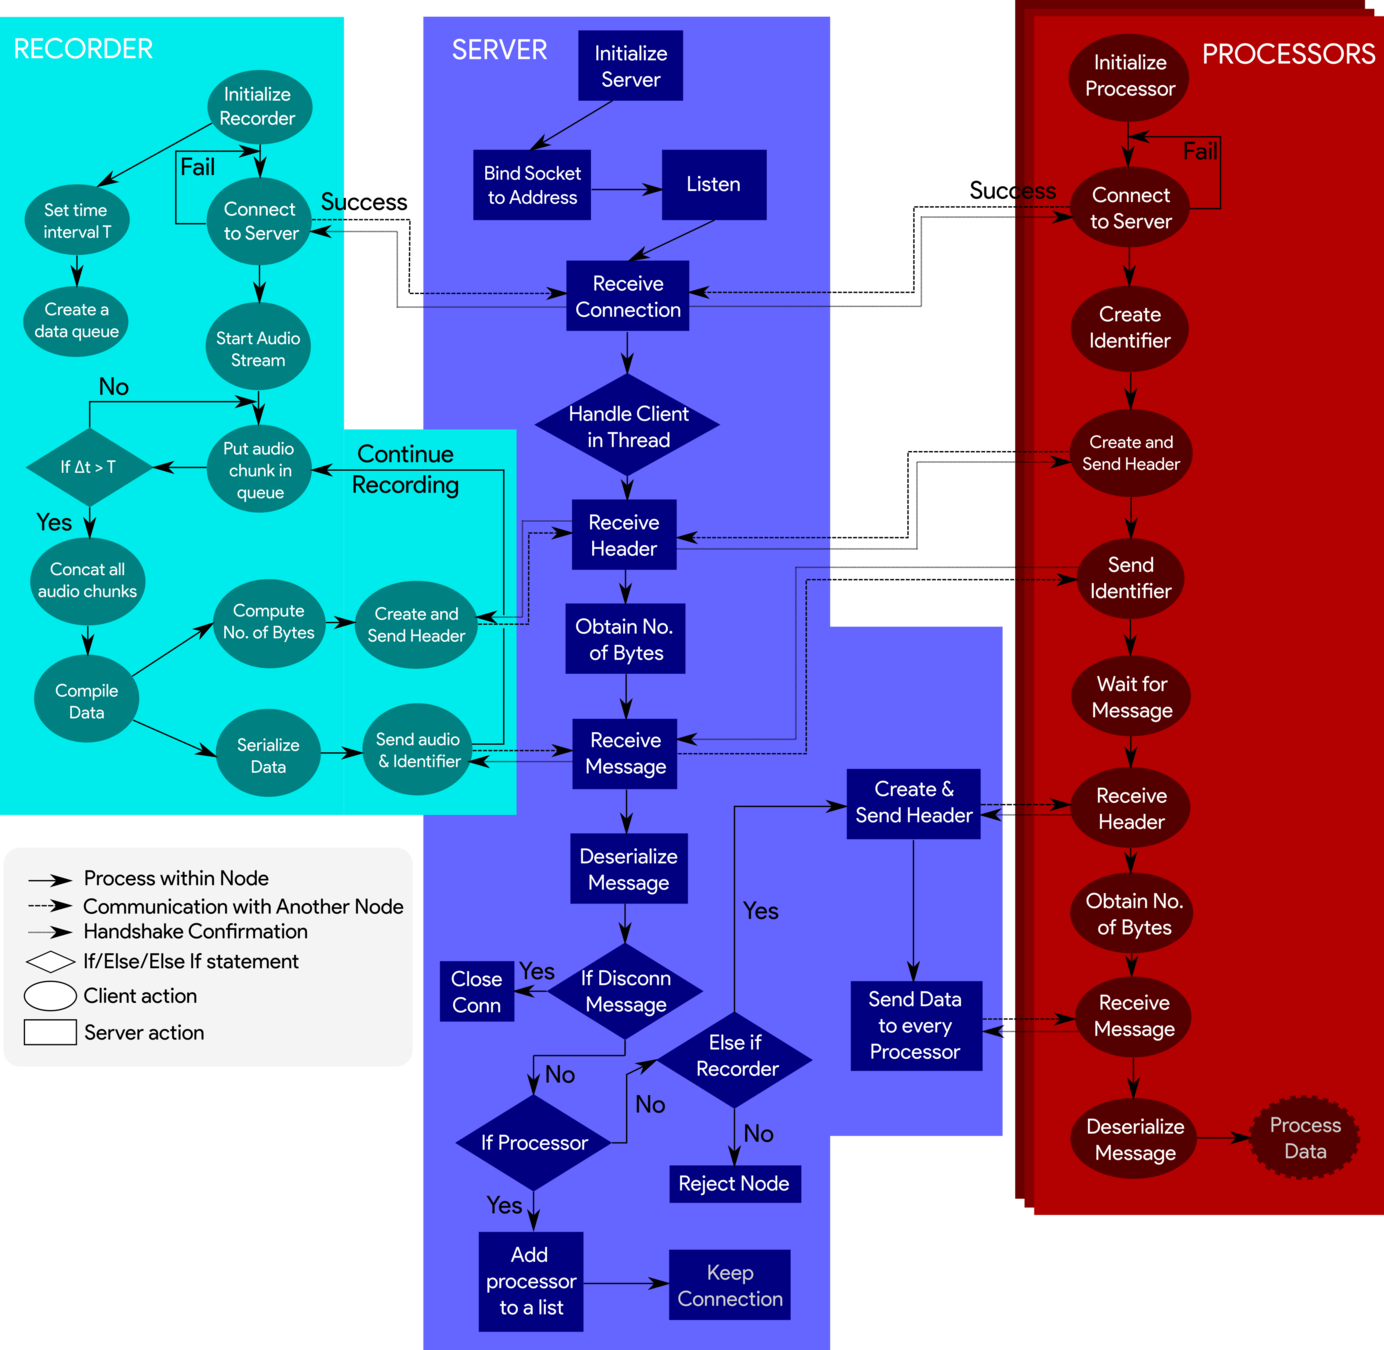 RECORDER
Initialize
Recorder
Fail
Set time
interval T
Connect
to Server
Success
Create a
data queue
Start Audio
Stream
No
If Δt > T
Put audio
chunk in
queue
Continue
Recording
Yes
Concat all
audio chunks
Compute
No. of Bytes
Create and
Send Header
Compile
Data
Serialize
Data
Send audio
& Identifier
SERVER
Initialize
Server
Bind Socket
to Address
Listen
Receive
Connection
Handle Client
in Thread
Receive
Header
Obtain No.
of Bytes
Receive
Message
Deserialize
Message
If Disconn
Message
Yes
Close
Conn
No
If Processor
No
Else if
Recorder
Yes
Create &
Send Header
Send Data
to every
Processor
No
Reject Node
Yes
Add
processor
to a list
Keep
Connection
PROCESSORS
Initialize
Processor
Fail
Success
Connect
to Server
Create
Identifier
Create and
Send Header
Send
Identifier
Wait for
Message
Receive
Header
Obtain No.
of Bytes
Receive
Message
Deserialize
Message
Process
Data
Process within Node
Communication with Another Node
Handshake Confirmation
If/Else/Else If statement
Client action
Server action